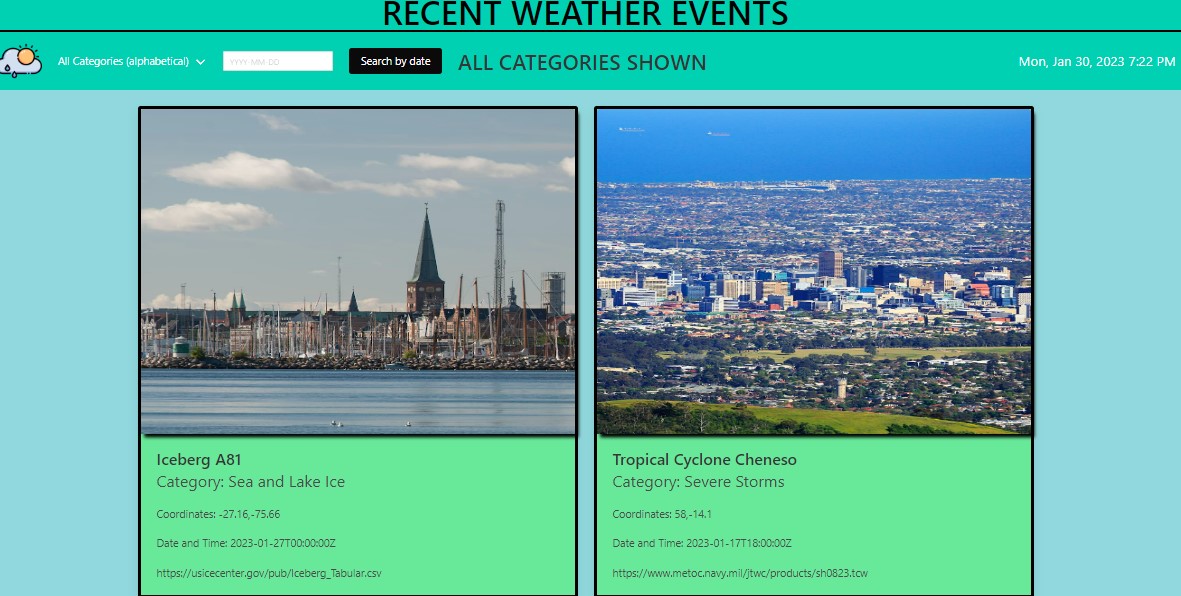 RECENT WEATHER EVENTS
All Categories (alphabetical)
YYYY MM DD
Search by date
ALL CATEGORIES SHOWN
Mon, Jan 30, 2023 7:22 PM
Iceberg A81
Category: Sea and Lake Ice
Coordinates: -27.16,-75.66
Date and Time: 2023-01-27T00:00:00Z
https://usicecenter.gov/pub/Iceberg_Tabular.csv
Tropical Cyclone Cheneso
Category: Severe Storms
Coordinates: 58,-14.1
Date and Time: 2023-01-17T18:00:00Z
https://www.metoc.navy.mil/jtwc/products/sh0823.tcw